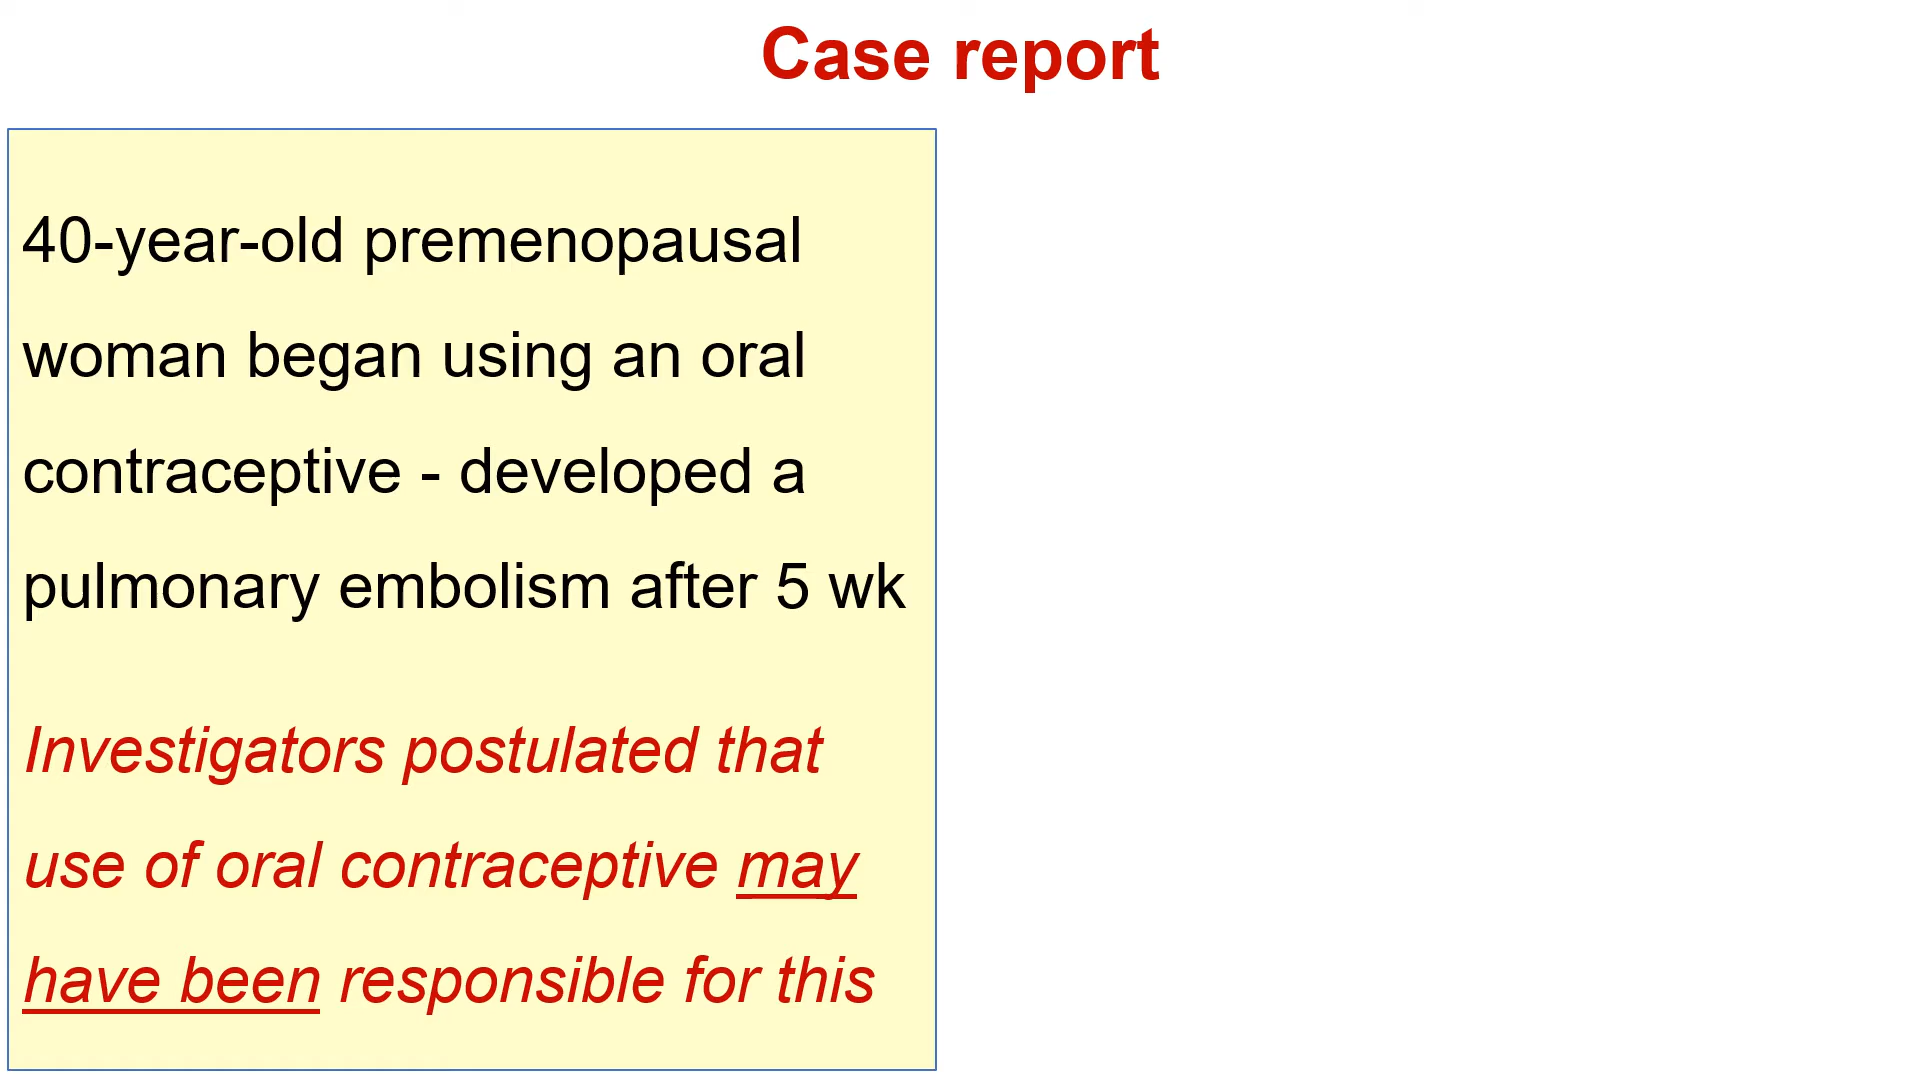 Case report
40-year-old premenopausal
woman began using an oral
contraceptive - developed a
pulmonary embolism after 5 wk
Investigators postulated that
use of oral contraceptive may
have been responsible for this